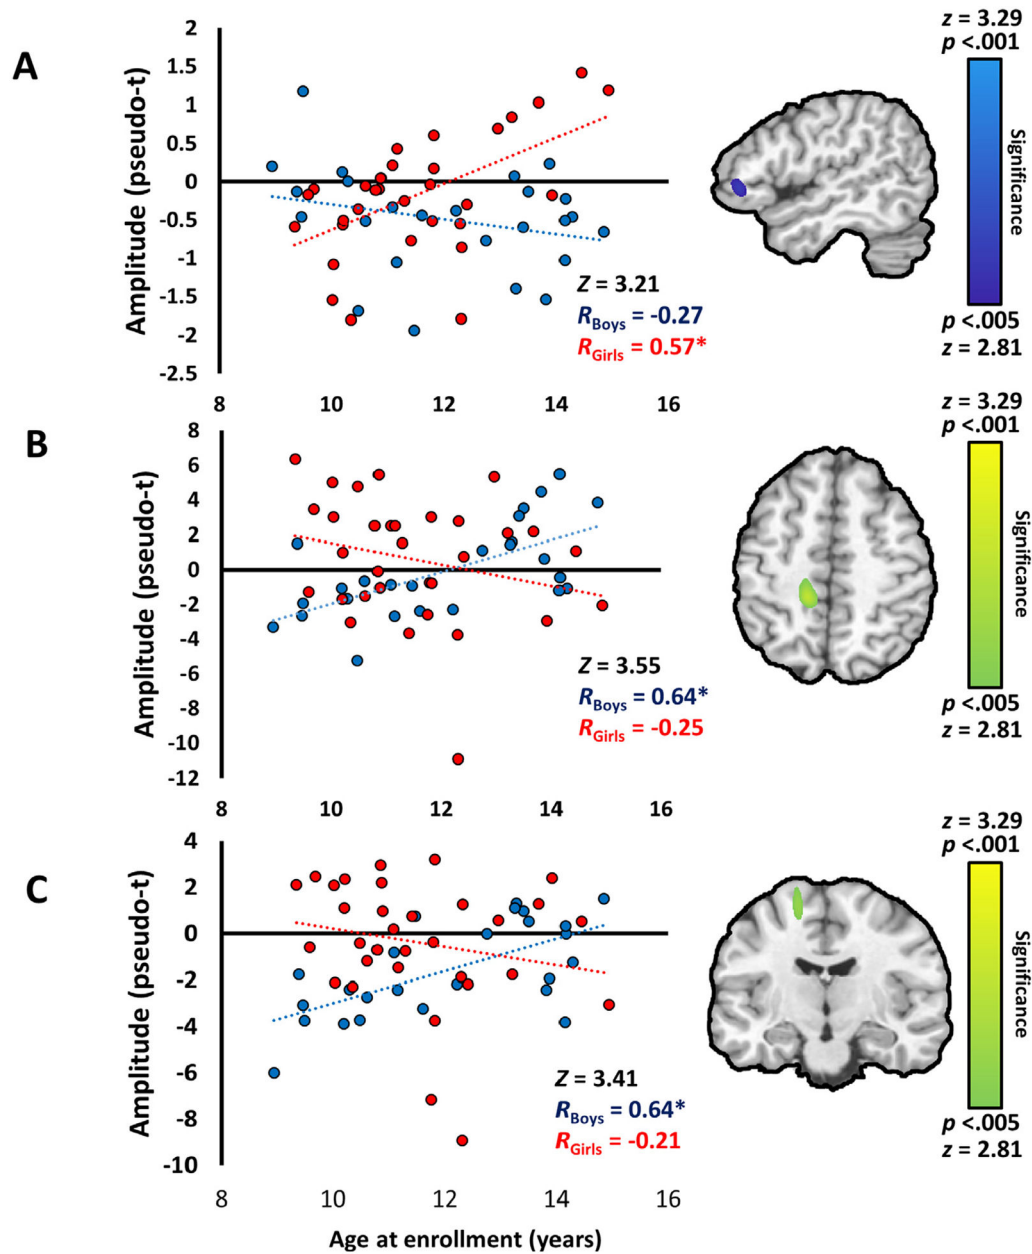 A
Amplitude (pseudo-t)
2
1.5
1
0.5
0
-0.5
-1
-1.5
-2
-2.5
8 10 12 14 16
Z = 3.21
RBoys = -0.27
RGirls = 0.57*
z = 3.29
p <.001
Significance
p <.005
z = 2.81
B
Amplitude (pseudo-t)
8
6
4
2
0
-2
-4
-6
-8
-10
-12
8 10 12 14 16
Z = 3.55
RBoys = 0.64*
RGirls = -0.25
z = 3.29
p <.001
Significance
p <.005
z = 2.81
C
Amplitude (pseudo-t)
4
2
0
-2
-4
-6
-8
-10
8 10 12 14 16
Age at enrollment (years)
Z = 3.41
RBoys = 0.64*
RGirls = -0.21
z = 3.29
p <.001
Significance
p <.005
z = 2.81